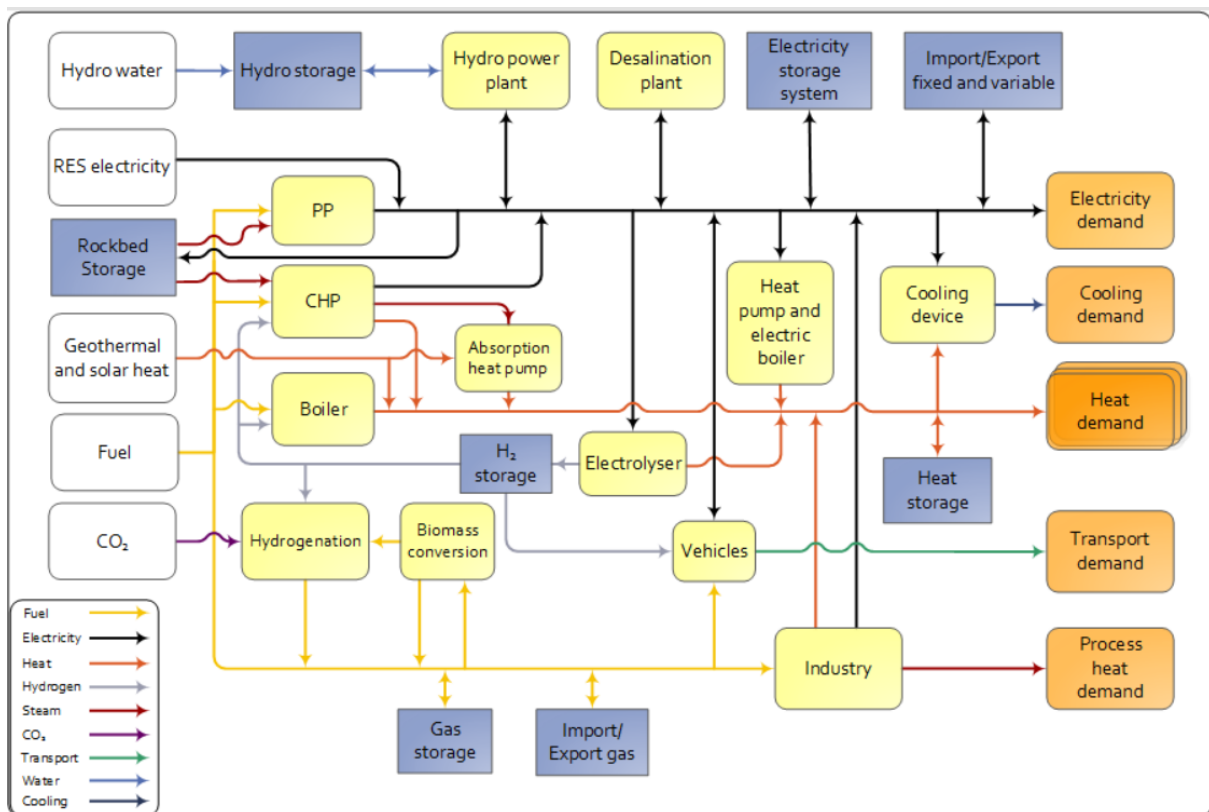 Hydro water
Hydro storage
Hydro power
plant
Desalination
plant
Electricity
storage
system
Import/Export
fixed and variable
RES electricity
PP
Electricity
demand
Rockbed
Storage
CHP
Heat
pump and
electric
boiler
Cooling
device
Cooling
demand
Geothermal
and solar heat
Absorption
heat pump
Boiler
Heat
demand
Fuel
H₂
storage
Electrolyser
Heat
storage
CO₂
Hydrogenation
Biomass
conversion
Vehicles
Transport
demand
Fuel
Electricity
Heat
Hydrogen
Steam
CO₂
Transport
Water
Cooling
Industry
Process
heat demand
Gas
storage
Import/
Export gas